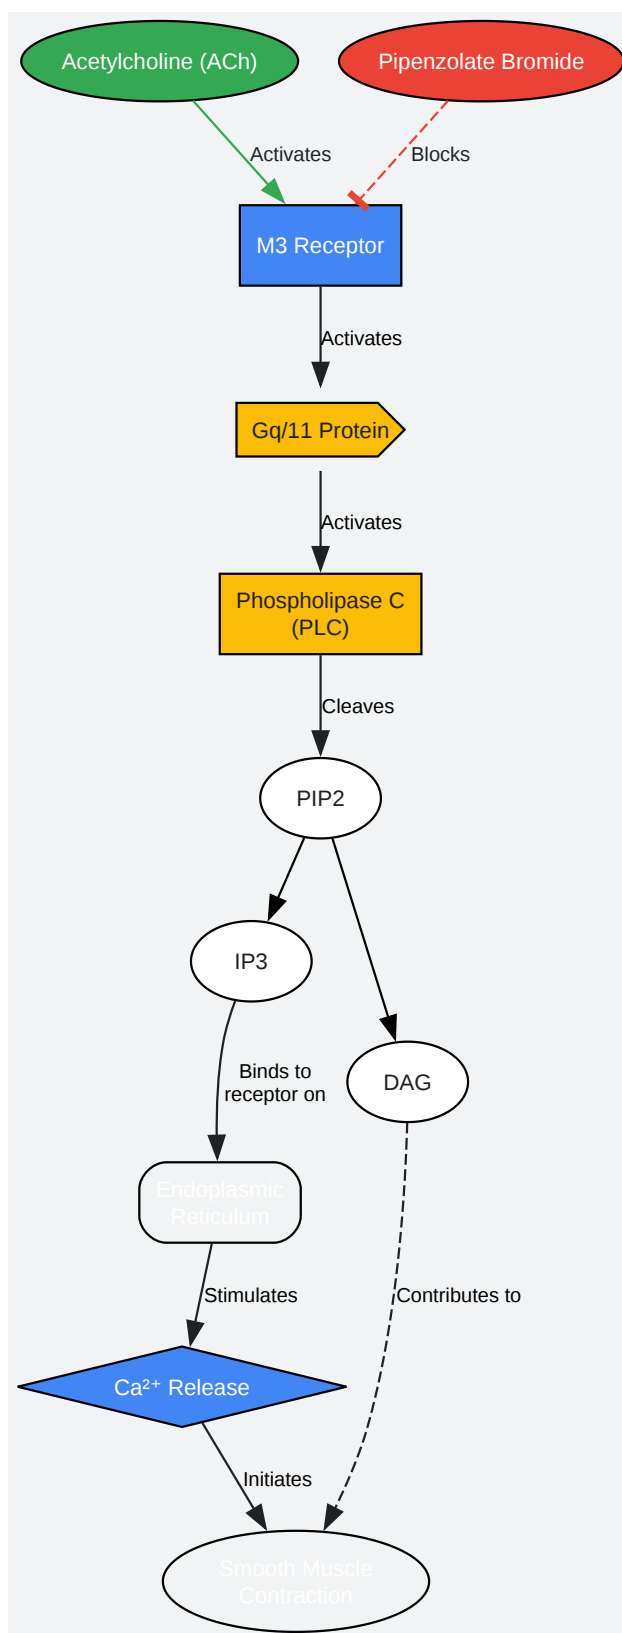 Acetylcholine (ACh)
Pipenzolate Bromide
Activates
Blocks
M3 Receptor
Activates
Gq/11 Protein
Activates
Phospholipase C
(PLC)
Cleaves
PIP2
IP3
Binds to
receptor on
DAG
Endoplasmic
Reticulum
Stimulates
Contributes to
Ca²⁺ Release
Initiates
Smooth Muscle
Contraction